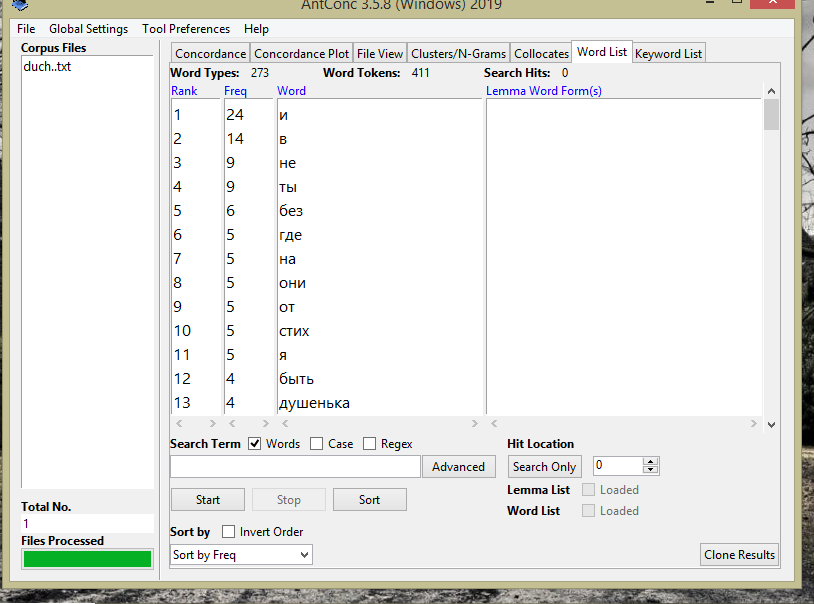 AntConc 3.5.8 (Windows) 2019
File Global Settings Tool Preferences Help
Corpus Files
duch..txt
Concordance Concordance Plot File View Clusters/N-Grams Collocates Word List Keyword List
Word Types: 273 Word Tokens: 411 Search Hits: 0
Rank Freq Word Lemma Word Form(s)
1 24 и
2 14 в
3 9 не
4 9 ты
5 6 без
6 5 где
7 5 на
8 5 они
9 5 от
10 5 стих
11 5 я
12 4 быть
13 4 душенька
Search Term Words Case Regex Hit Location
Advanced Search Only 0
Lemma List Loaded
Word List Loaded
Start Stop Sort
Total No.
1
Files Processed
Sort by Invert Order
Sort by Freq
Clone Results